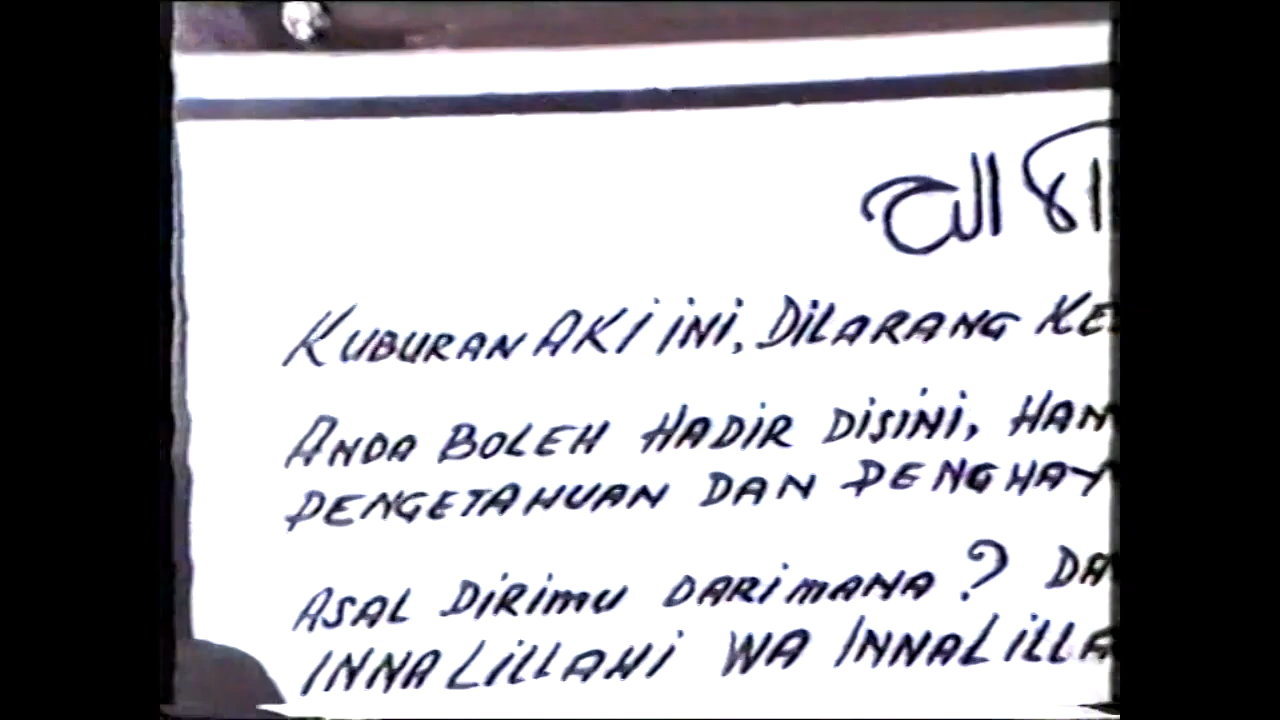 KUBURAN AKI INI, DILARANG
ANDA BOLEH HADIR DISINI,
PENGETAHUAN DAN
ASAL DIRIMU DARIMANA?
INNALILLAHI WA